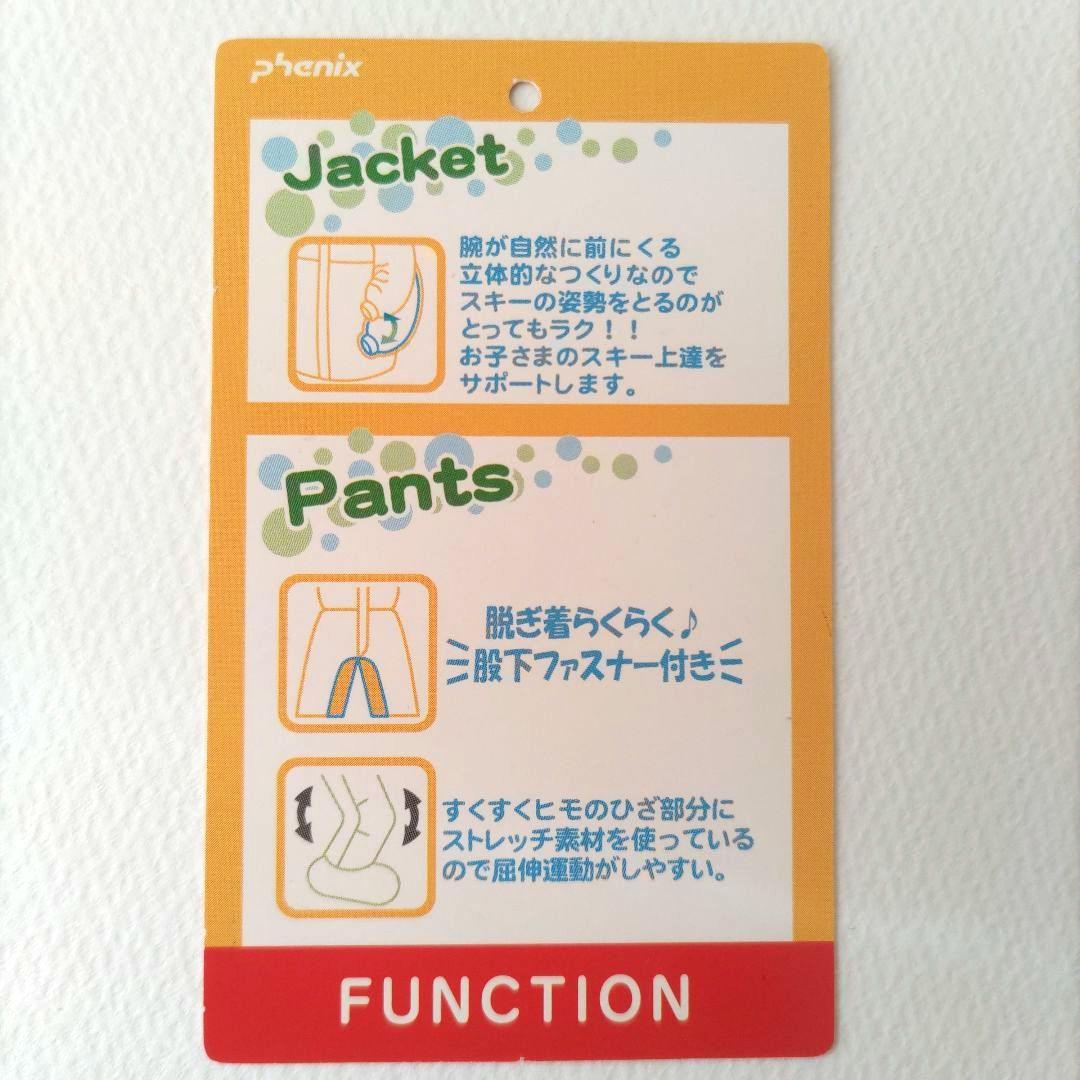 phenix
Jacket
腕が自然に前にくる
立体的なつくりなので
スキーの姿勢をとるのが
とってもラク！！
お子さまのスキー上達を
サポートします。
Pants
脱ぎ着らくらく♪
股下ファスナー付き
すくすくヒモのひざ部分に
ストレッチ素材を使っている
ので屈伸運動がしやすい。
FUNCTION